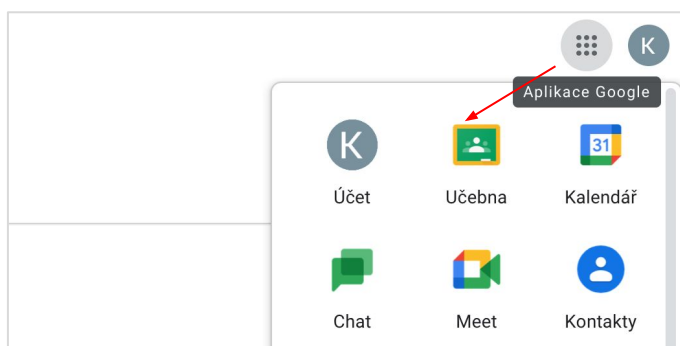 K
Aplikace Google
K
31
Účet
Učebna
Kalendář
Chat
Meet
Kontakty